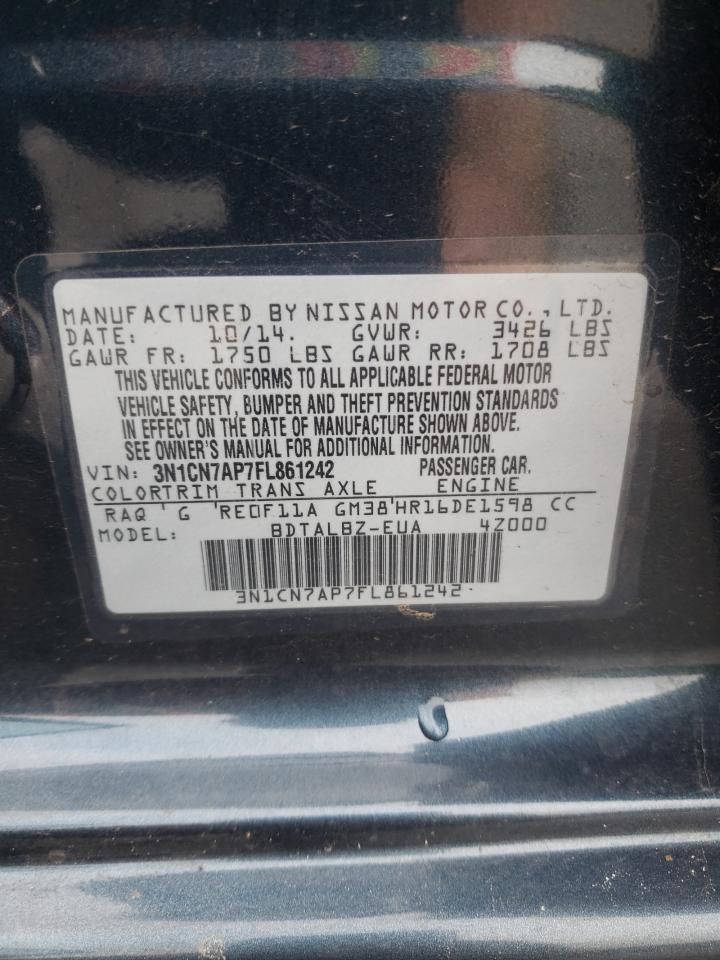 MANUFACTURED BY NISSAN MOTOR CO., LTD.
DATE: 10/14. GVWR: 3426 LBS
GAWR FR: 1750 LBS GAWR RR: 1708 LBS
THIS VEHICLE CONFORMS TO ALL APPLICABLE FEDERAL MOTOR
VEHICLE SAFETY, BUMPER AND THEFT PREVENTION STANDARDS
IN EFFECT ON THE DATE OF MANUFACTURE SHOWN ABOVE.
SEE OWNER'S MANUAL FOR ADDITIONAL INFORMATION.
VIN: 3N1CN7AP7FL861242 PASSENGER CAR.
COLORTRIM TRANS AXLE ENGINE
RAQ ' G 'RE0F11A GM38'HR16DE1598 CC
MODEL: BDTALBZ-EUA 4Z000
3N1CN7AP7FL861242